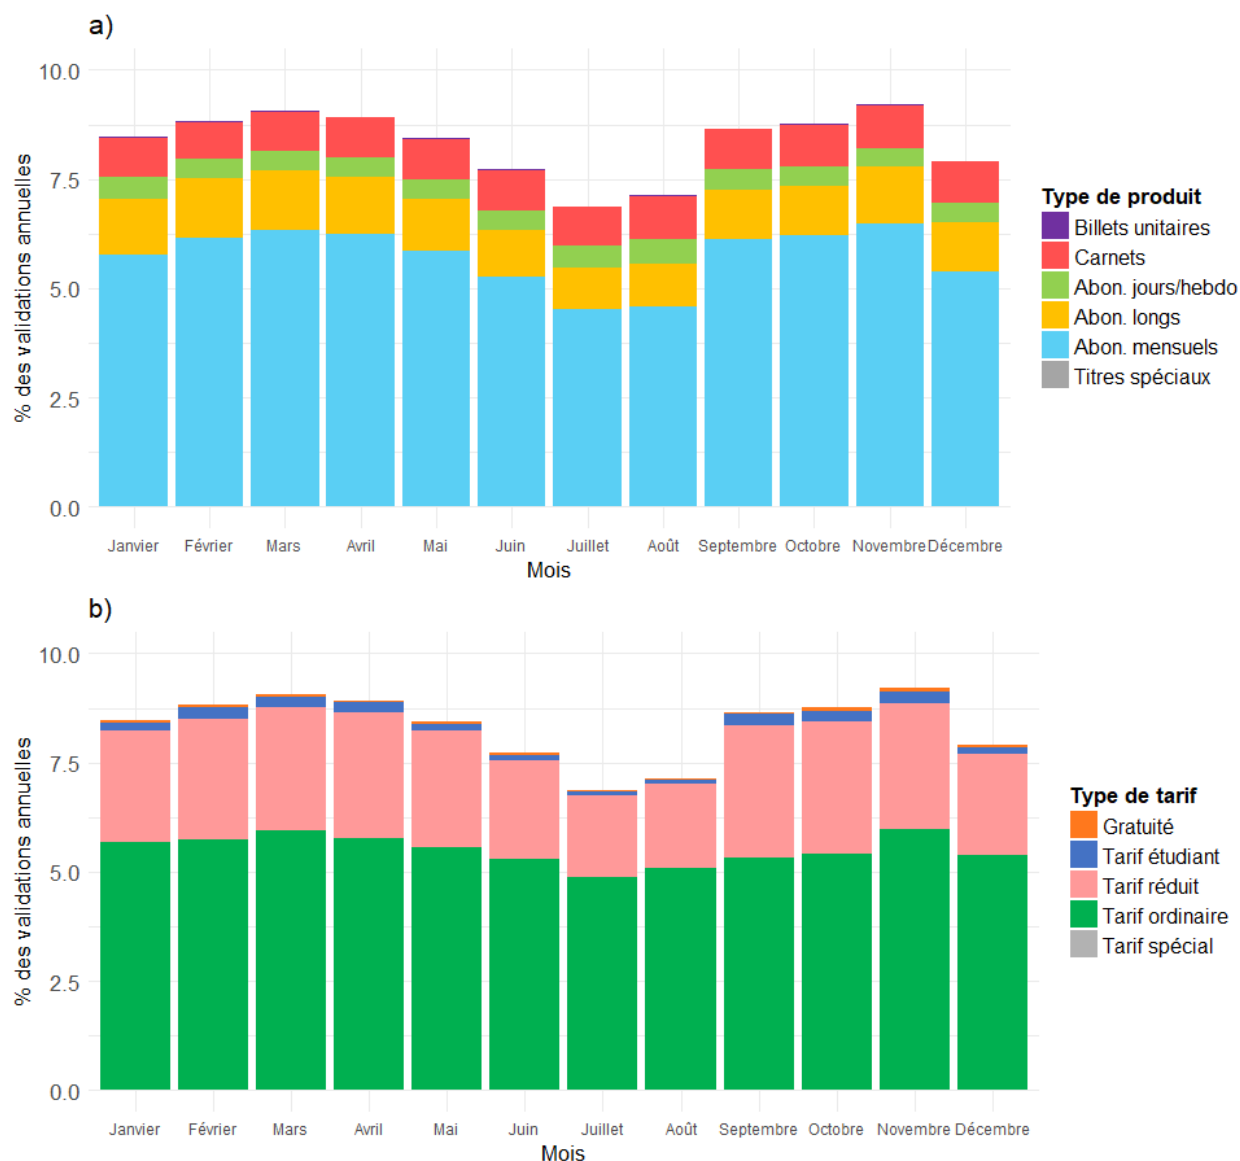 a)
% des validations annuelles
10.0
7.5
5.0
2.5
0.0
Janvier Février Mars Avril Mai Juin Juillet Août Septembre Octobre Novembre Décembre
Mois
Type de produit
Billets unitaires
Carnets
Abon. jours/hebdo
Abon. longs
Abon. mensuels
Titres spéciaux
b)
% des validations annuelles
10.0
7.5
5.0
2.5
0.0
Janvier Février Mars Avril Mai Juin Juillet Août Septembre Octobre Novembre Décembre
Mois
Type de tarif
Gratuité
Tarif étudiant
Tarif réduit
Tarif ordinaire
Tarif spécial